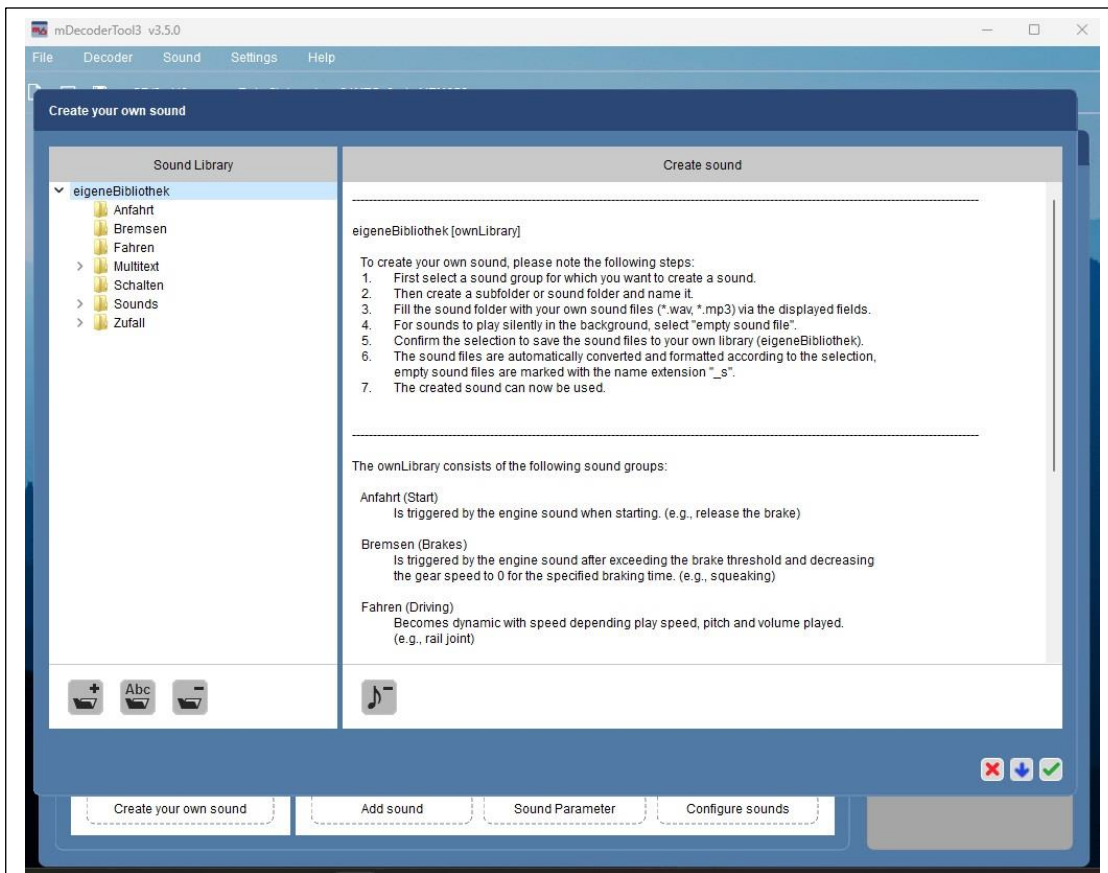 mDecoderTool3 v3.5.0
File Decoder Sound Settings Help
Create your own sound
Sound Library
eigeneBibliothek
Anfahrt
Bremsen
Fahren
Multitext
Schalten
Sounds
Zufall
Abc
Create sound
eigeneBibliothek [ownLibrary]
To create your own sound, please note the following steps:
1. First select a sound group for which you want to create a sound.
2. Then create a subfolder or sound folder and name it.
3. Fill the sound folder with your own sound files (*.wav, *.mp3) via the displayed fields.
4. For sounds to play silently in the background, select "empty sound file".
5. Confirm the selection to save the sound files to your own library (eigeneBibliothek).
6. The sound files are automatically converted and formatted according to the selection,
empty sound files are marked with the name extension "_s".
7. The created sound can now be used.
The ownLibrary consists of the following sound groups:
Anfahrt (Start)
Is triggered by the engine sound when starting. (e.g., release the brake)
Bremsen (Brakes)
Is triggered by the engine sound after exceeding the brake threshold and decreasing
the gear speed to 0 for the specified braking time. (e.g., squeaking)
Fahren (Driving)
Becomes dynamic with speed depending play speed, pitch and volume played.
(e.g., rail joint)
Create your own sound
Add sound
Sound Parameter
Configure sounds